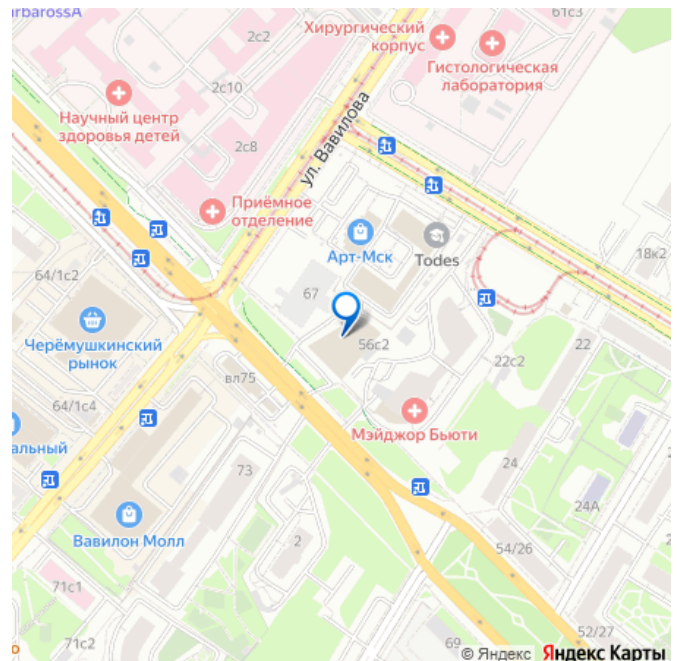 arbarossA
2с2
Хирургический
корпус
61с3
Гистологическая
лаборатория
2с10
Научный центр
здоровья детей
2с8
ул. Вавилова
Приёмное
отделение
Арт-Мск
Todes
18к2
64/1с2
67
Черёмушкинский
рынок
56с2
22
вл75
22с2
64/1с4
Мэйджор Бьюти
альный
73
24
24А
Вавилон Молл
2
54/26
71с1
71с2
69
52/27
о
© Яндекс Яндекс Карты